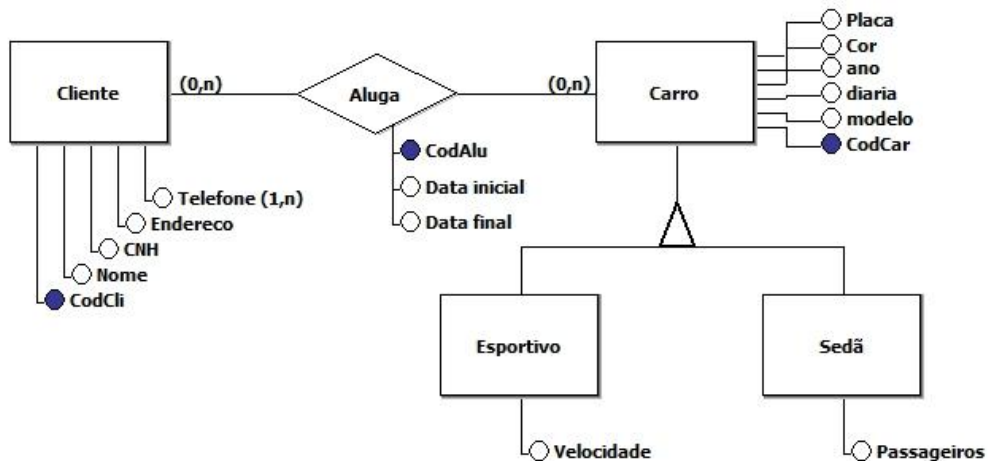 Placa
Cor
ano
diaria
modelo
CodCar
Cliente
(0,n)
Aluga
(0,n)
Carro
CodAlu
Data inicial
Data final
Telefone (1,n)
Endereco
CNH
Nome
CodCli
Esportivo
Sedã
Velocidade
Passageiros